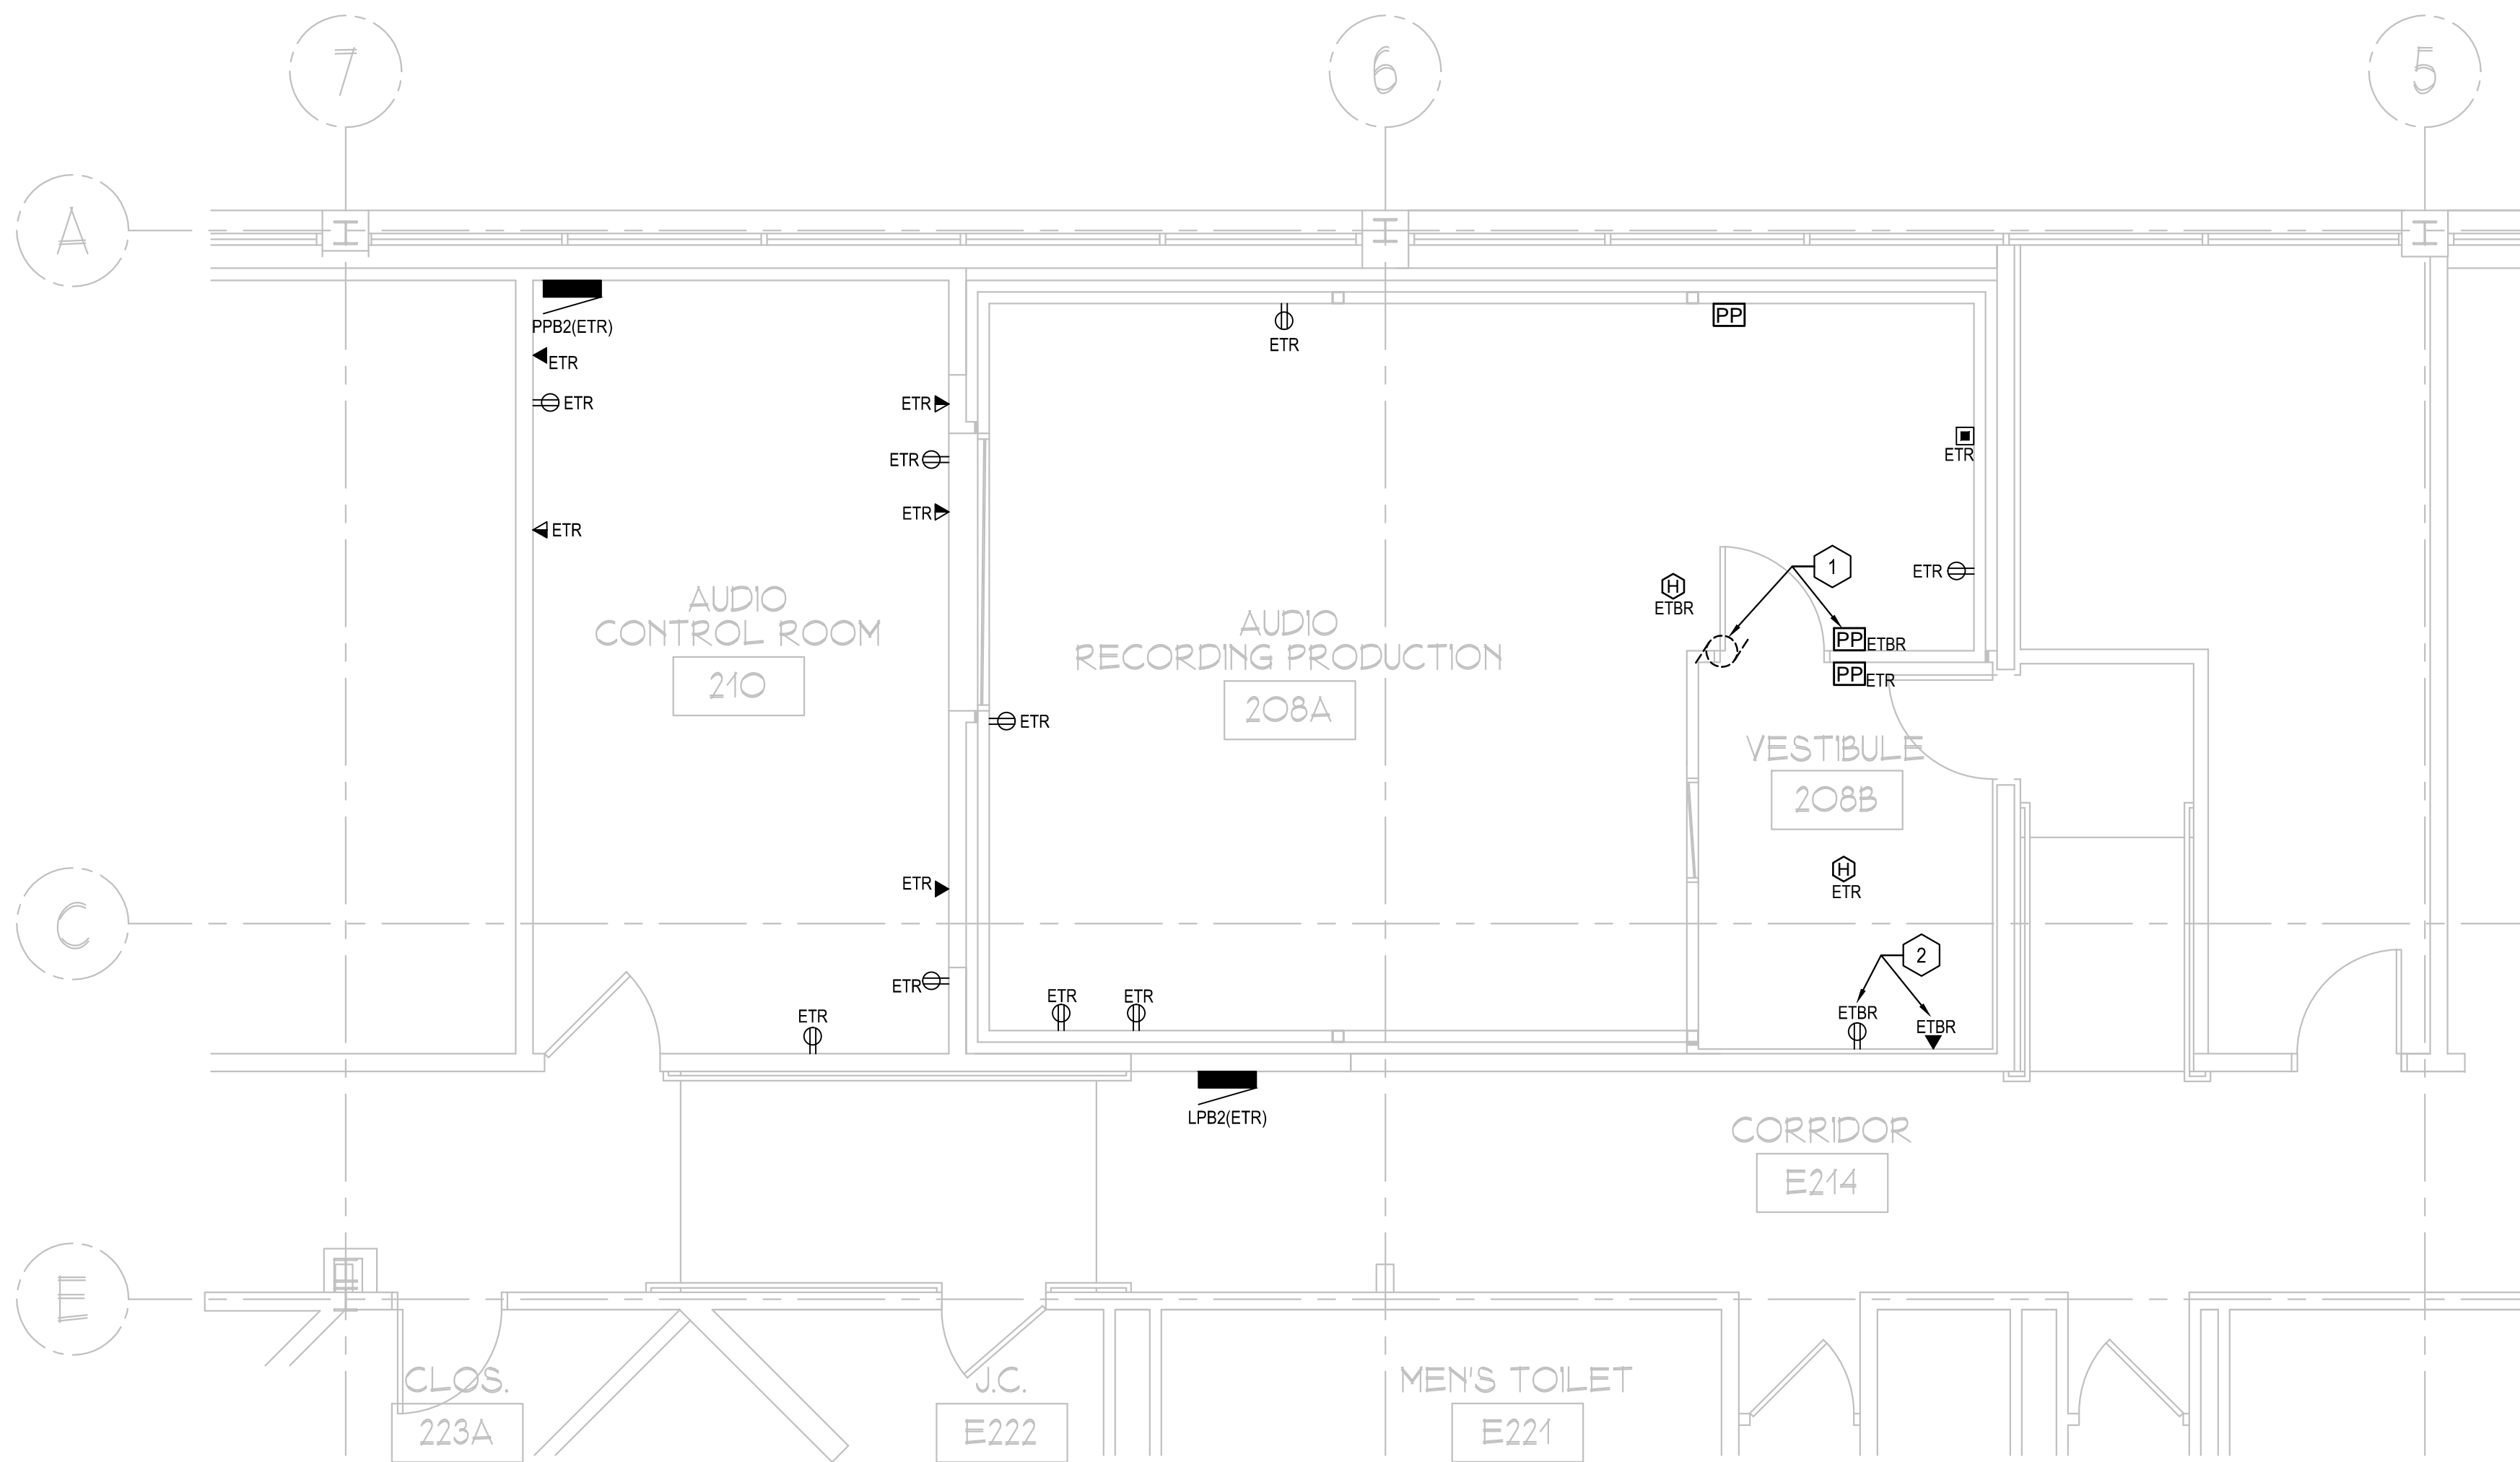 7
6
5
A
PPB2(ETR)
ETR
ETR
ETR
PP
ETR
ETR
ETR
ETR
ETR
ETR
1
ETR
H
ETBR
AUDIO
CONTROL ROOM
210
AUDIO
RECORDING PRODUCTION
208A
PP ETBR
PP ETR
ETR
VESTIBULE
208B
H
ETR
ETR
C
2
ETR
ETR
ETR
ETR
ETBR
ETBR
LPB2(ETR)
CORRIDOR
E214
E
CLOS.
223A
J.C.
E222
MEN'S TOILET
E221